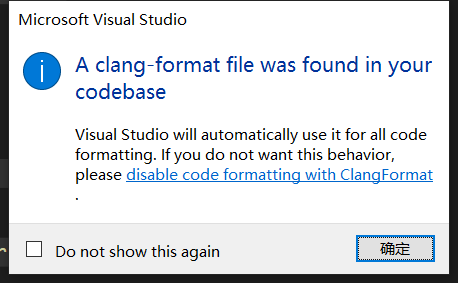 Microsoft Visual Studio
A clang-format file was found in your
codebase
Visual Studio will automatically use it for all code
formatting. If you do not want this behavior,
please disable code formatting with ClangFormat
.
Do not show this again
确定